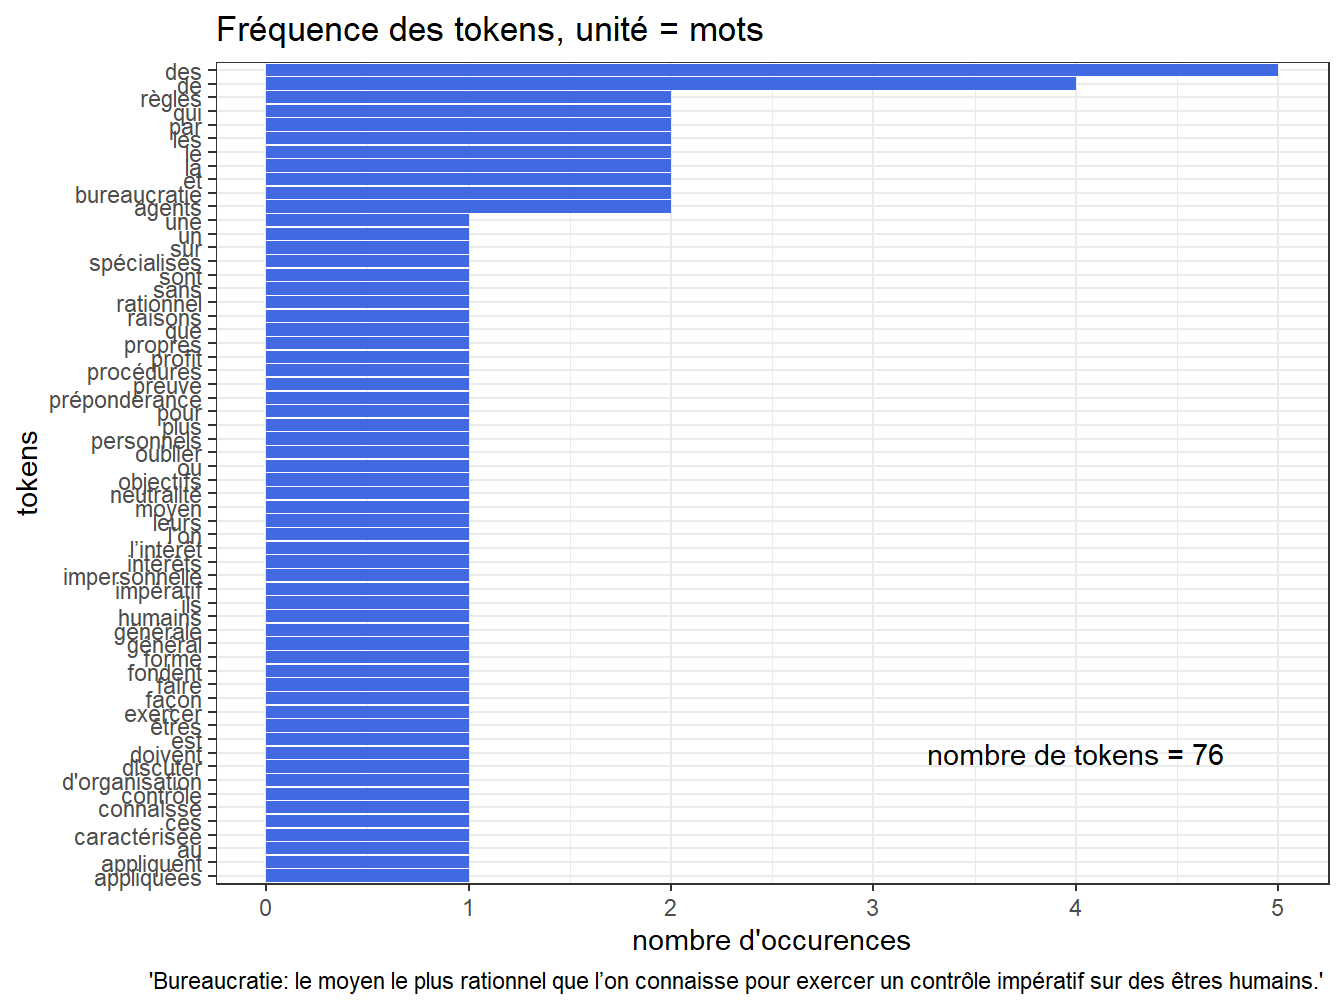 Fréquence des tokens, unité = mots
tokens
des
de
règles
qui
par
les
le
la
et
bureaucratie
agents
une
un
sur
spécialisés
sont
sans
rationnel
raisons
que
propres
profit
procédures
preuve
prépondérance
pour
plus
personnels
oublier
ou
objectifs
neutralité
moyen
leurs
l'on
l’intérêt
intérêts
impersonnelle
impératif
ils
humains
générale
général
forme
fondent
faire
façon
exercer
êtres
est
doivent
discuter
d'organisation
contrôle
connaisse
ces
caractérisée
au
appliquent
appliquées
nombre de tokens = 76
0 1 2 3 4 5
nombre d'occurences
'Bureaucratie: le moyen le plus rationnel que l’on connaisse pour exercer un contrôle impératif sur des êtres humains.'